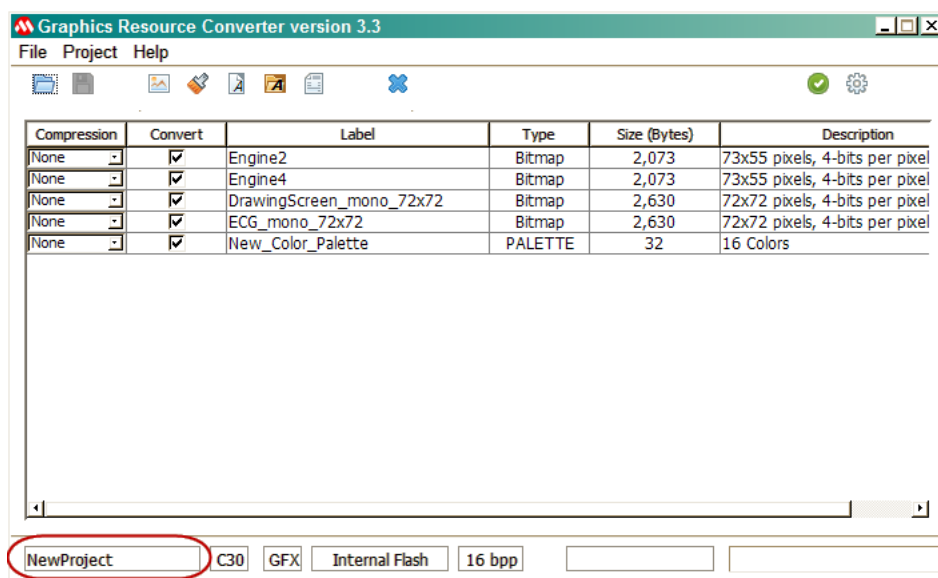 Graphics Resource Converter version 3.3
File Project Help
Compression Convert Label Type Size (Bytes) Description
None Engine2 Bitmap 2,073 73x55 pixels, 4-bits per pixel
None Engine4 Bitmap 2,073 73x55 pixels, 4-bits per pixel
None DrawingScreen_mono_72x72 Bitmap 2,630 72x72 pixels, 4-bits per pixel
None ECG_mono_72x72 Bitmap 2,630 72x72 pixels, 4-bits per pixel
None New_Color_Palette PALETTE 32 16 Colors
NewProject C30 GFX Internal Flash 16 bpp